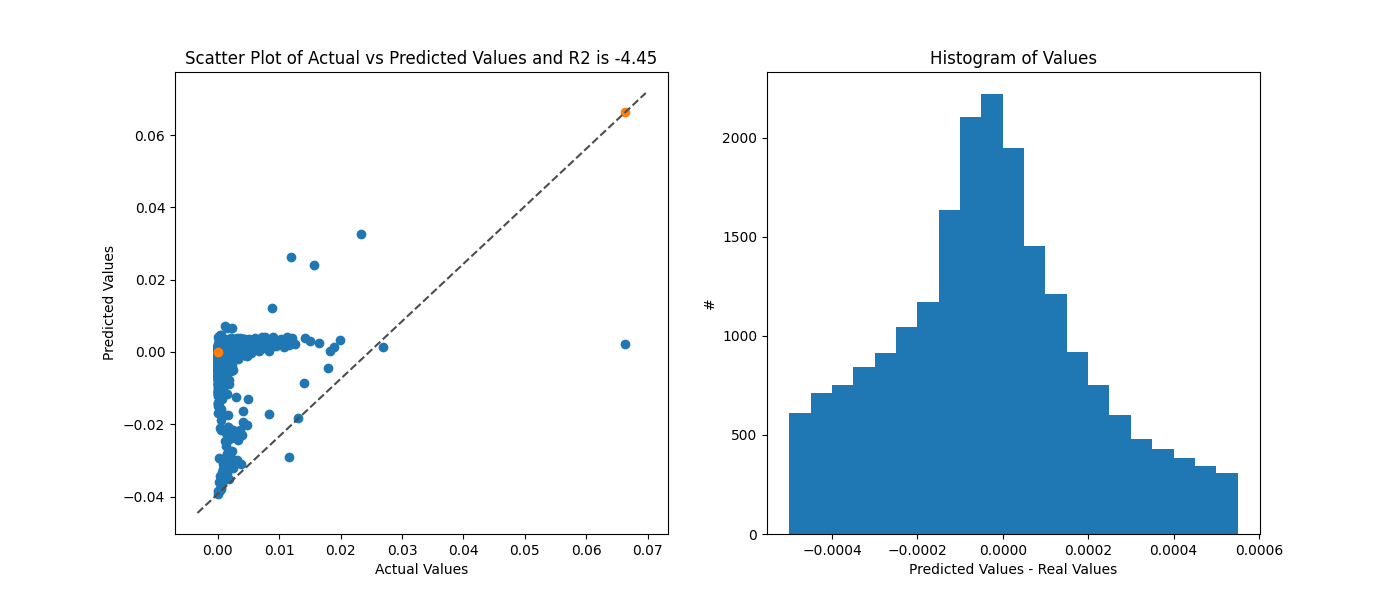 Scatter Plot of Actual vs Predicted Values and R2 is -4.45
Predicted Values
0.06
0.04
0.02
0.00
−0.02
−0.04
0.00 0.01 0.02 0.03 0.04 0.05 0.06 0.07
Actual Values
Histogram of Values
#
2000
1500
1000
500
0
−0.0004 −0.0002 0.0000 0.0002 0.0004 0.0006
Predicted Values - Real Values